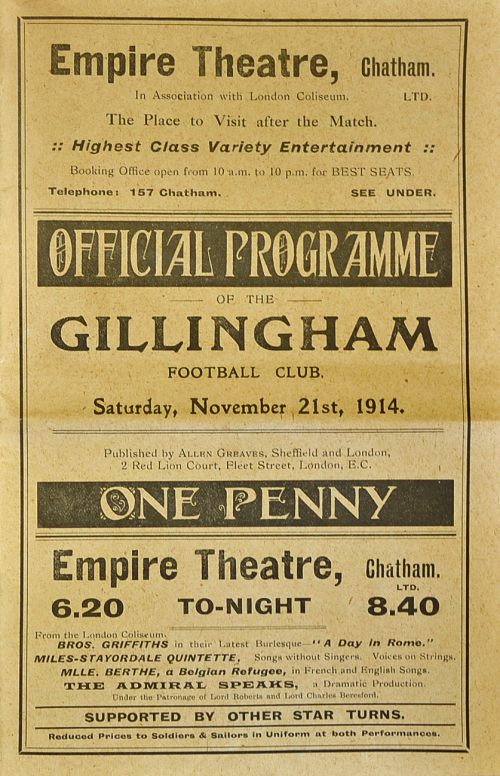 Empire Theatre, Chatham.
In Association with London Coliseum. LTD.
The Place to Visit after the Match.
:: Highest Class Variety Entertainment ::
Booking Office open from 10 a.m. to 10 p.m. for BEST SEATS.
Telephone: 157 Chatham. SEE UNDER.
OFFICIAL PROGRAMME
OF THE
GILLINGHAM
FOOTBALL CLUB.
Saturday, November 21st, 1914.
Published by ALLEN GREAVES, Sheffield and London,
2 Red Lion Court, Fleet Street, London, E.C.
ONE PENNY
Empire Theatre, Chatham.
LTD.
6.20 TO-NIGHT 8.40
From the London Coliseum.
BROS. GRIFFITHS in their Latest Burlesque—"A Day in Rome."
MILES-STAYORDALE QUINTETTE, Songs without Singers. Voices on Strings.
MLLE. BERTHE, a Belgian Refugee, in French and English Songs.
THE ADMIRAL SPEAKS, a Dramatic Production.
Under the Patronage of Lord Roberts and Lord Charles Beresford.
SUPPORTED BY OTHER STAR TURNS.
Reduced Prices to Soldiers & Sailors in Uniform at both Performances.